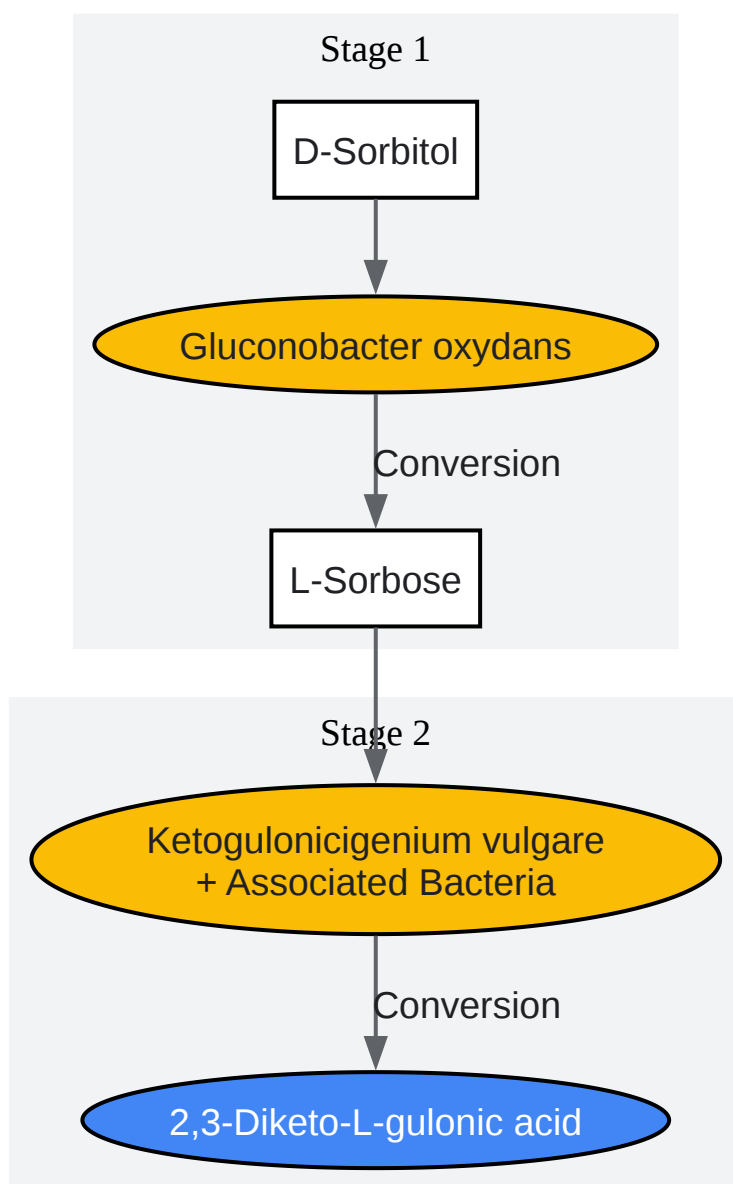 Stage 1
D-Sorbitol
Gluconobacter oxydans
Conversion
L-Sorbose
Stage 2
Ketogulonicigenium vulgare
+ Associated Bacteria
Conversion
2,3-Diketo-L-gulonic acid